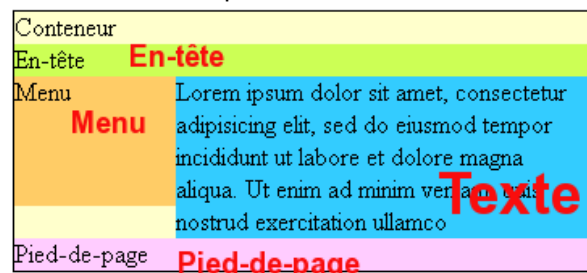 Conteneur
En-tête En-tête
Menu
Menu
Lorem ipsum dolor sit amet, consectetur
adipisicing elit, sed do eiusmod tempor
incididunt ut labore et dolore magna
aliqua. Ut enim ad minim veniam, quis
nostrud exercitation ullamco
Texte
Pied-de-page Pied-de-page